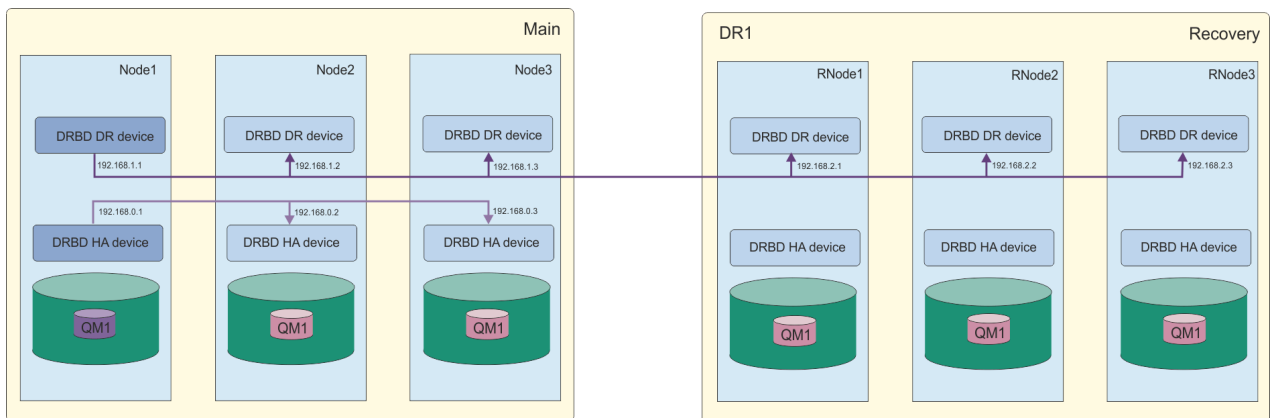 Main
Node1
Node2
Node3
DRBD DR device
DRBD DR device
DRBD DR device
192.168.1.1
192.168.1.2
192.168.1.3
192.168.0.1
192.168.0.2
192.168.0.3
DRBD HA device
DRBD HA device
DRBD HA device
QM1
QM1
QM1
DR1
Recovery
RNode1
RNode2
RNode3
DRBD DR device
DRBD DR device
DRBD DR device
192.168.2.1
192.168.2.2
192.168.2.3
DRBD HA device
DRBD HA device
DRBD HA device
QM1
QM1
QM1